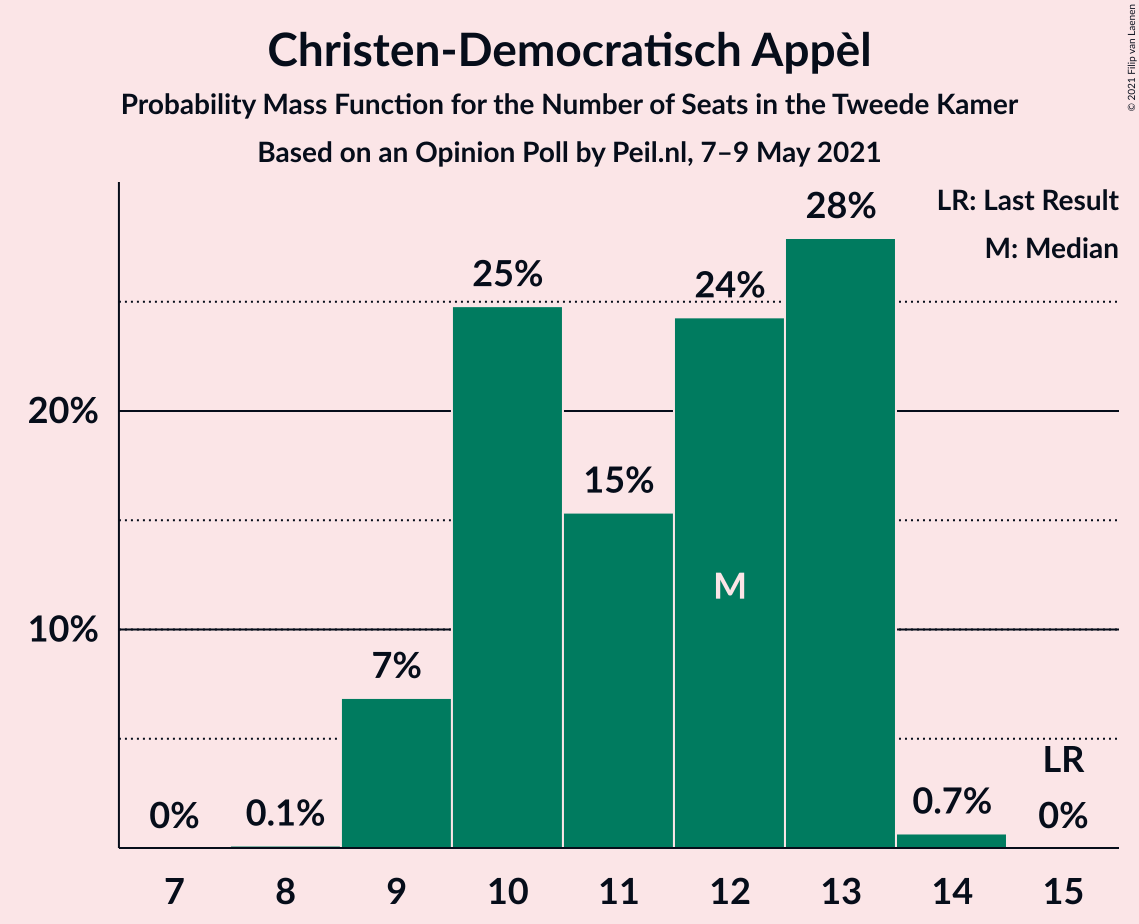 Christen-Democratisch Appèl
Probability Mass Function for the Number of Seats in the Tweede Kamer
Based on an Opinion Poll by Peil.nl, 7–9 May 2021
© 2021 Filip van Laenen
LR: Last Result
M: Median
28%
25%
24%
20%
15%
M
10%
7%
LR
0%
0.1%
0.7%
0%
7 8 9 10 11 12 13 14 15